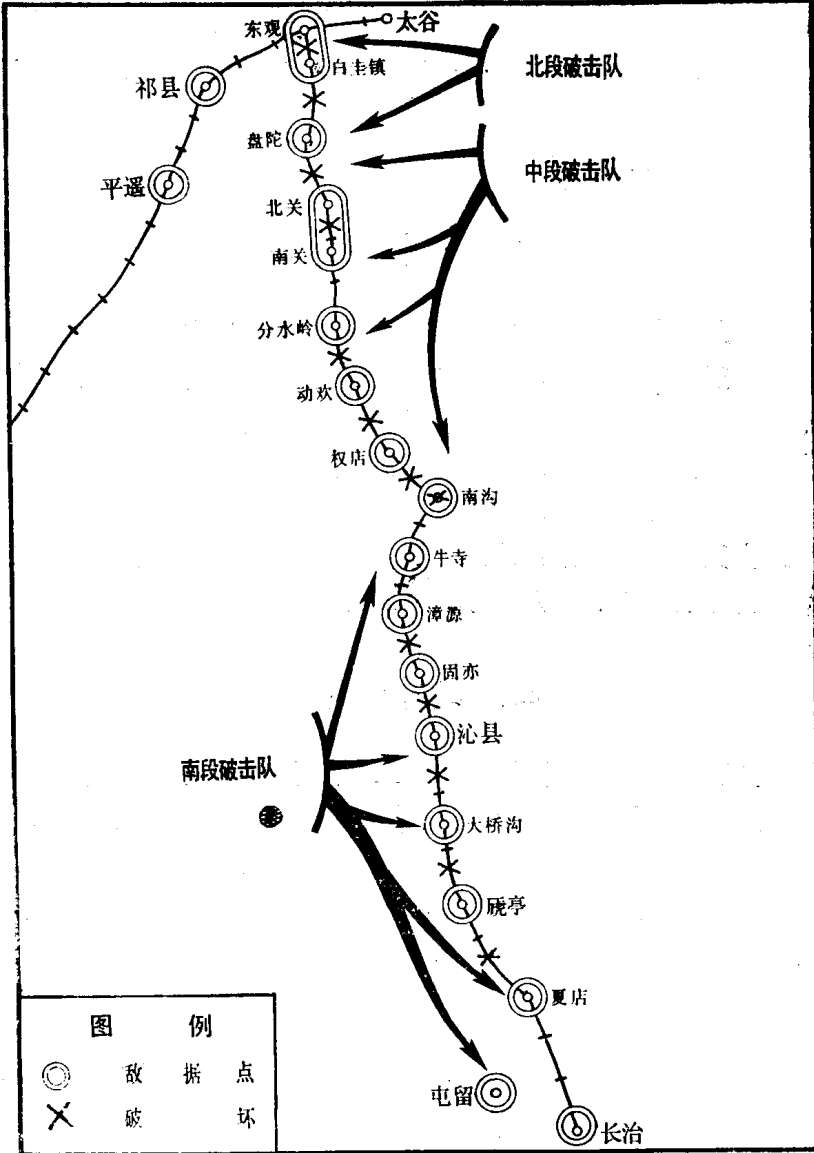 东观
太谷
白圭镇
北段破击队
祁县
盘陀
中段破击队
平遥
北关
南关
分水岭
动欢
权店
南沟
牛寺
漳源
固亦
沁县
南段破击队
大桥沟
虒亭
夏店
屯留
长治
图 例
敌 据 点
破 坏